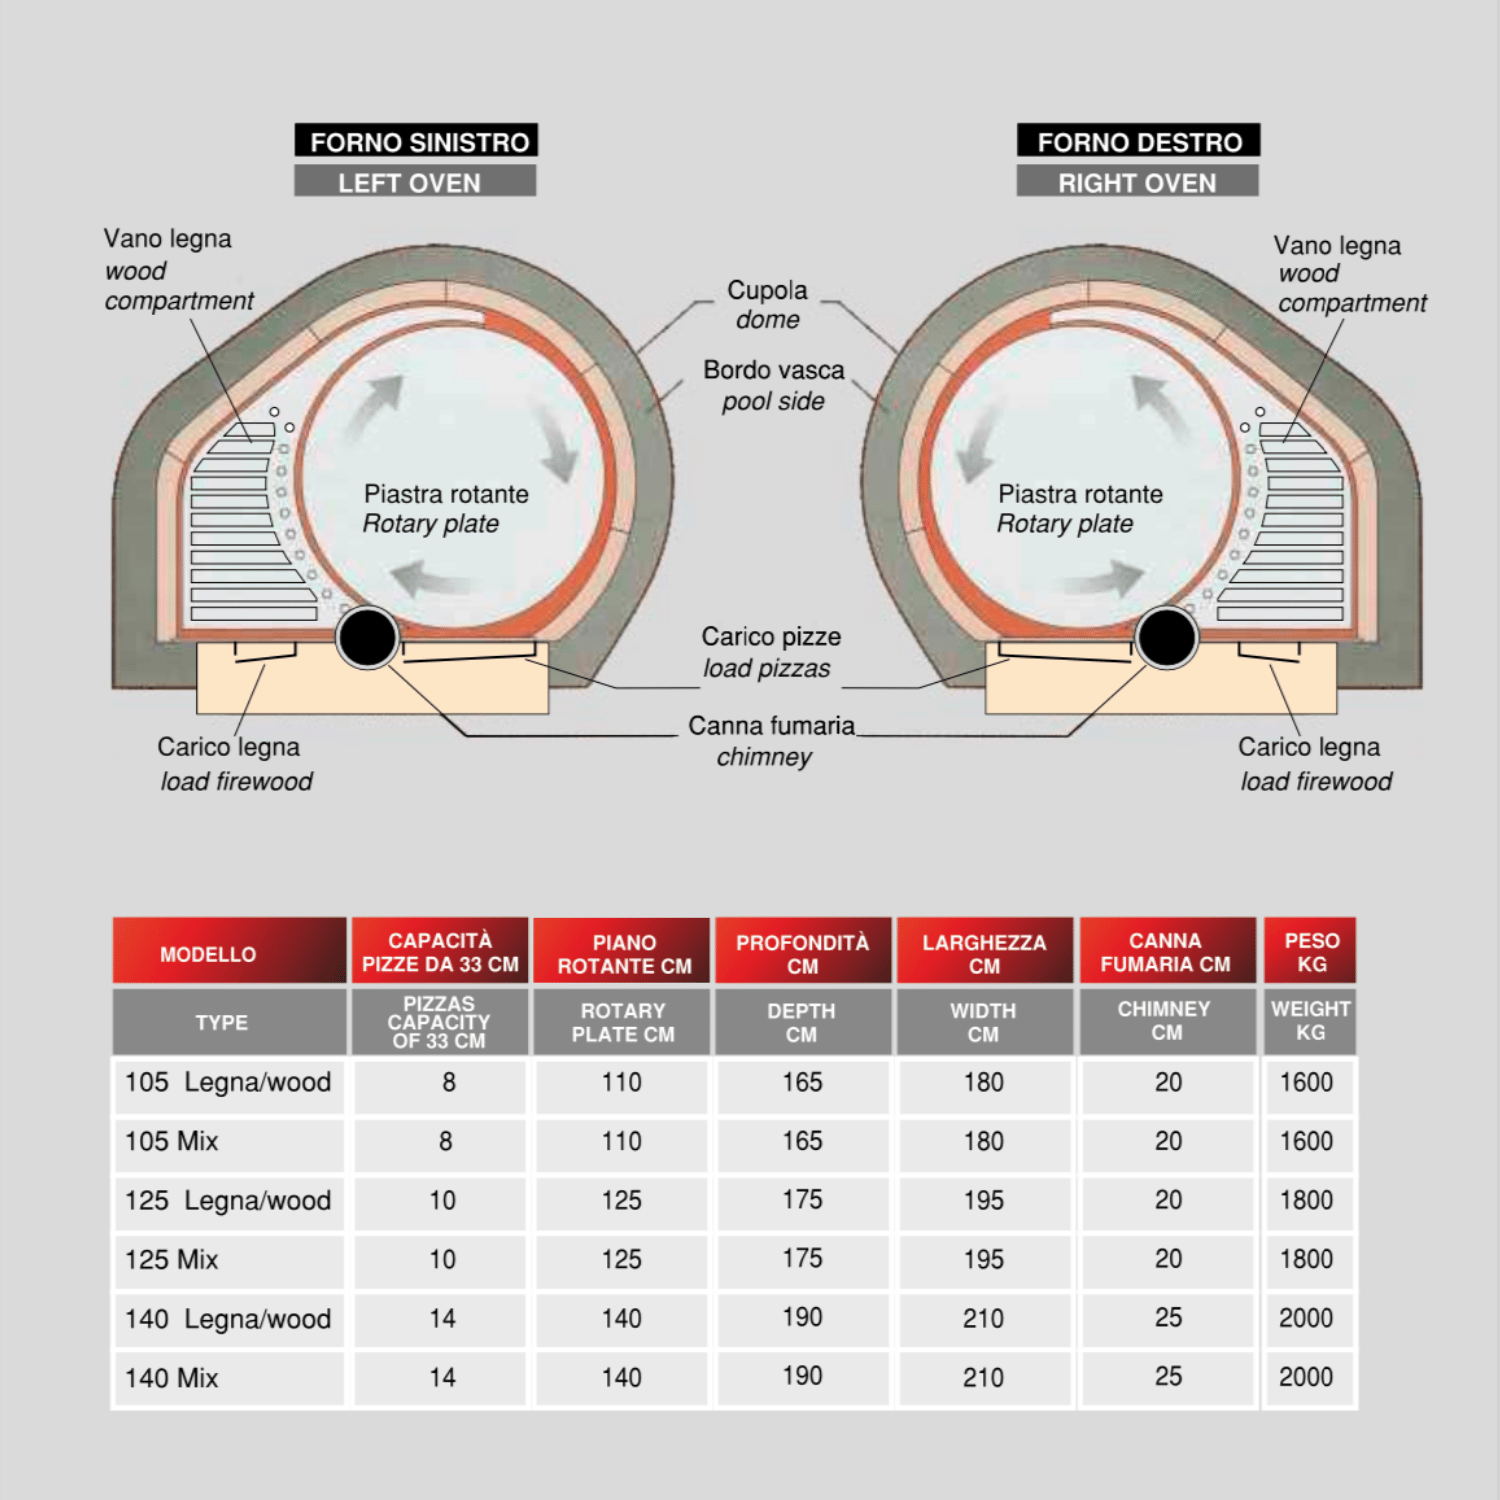 FORNO SINISTRO
LEFT OVEN
FORNO DESTRO
RIGHT OVEN
Vano legna
wood
compartment
Cupola
dome
Bordo vasca
pool side
Vano legna
wood
compartment
Piastra rotante
Rotary plate
Piastra rotante
Rotary plate
Carico pizze
load pizzas
Canna fumaria
chimney
Carico legna
load firewood
Carico legna
load firewood
MODELLO
CAPACITÀ
PIZZE DA 33 CM
PIANO
ROTANTE CM
PROFONDITÀ
CM
LARGHEZZA
CM
CANNA
FUMARIA CM
PESO
KG
TYPE
PIZZAS
CAPACITY
OF 33 CM
ROTARY
PLATE CM
DEPTH
CM
WIDTH
CM
CHIMNEY
CM
WEIGHT
KG
105 Legna/wood 8 110 165 180 20 1600
105 Mix 8 110 165 180 20 1600
125 Legna/wood 10 125 175 195 20 1800
125 Mix 10 125 175 195 20 1800
140 Legna/wood 14 140 190 210 25 2000
140 Mix 14 140 190 210 25 2000